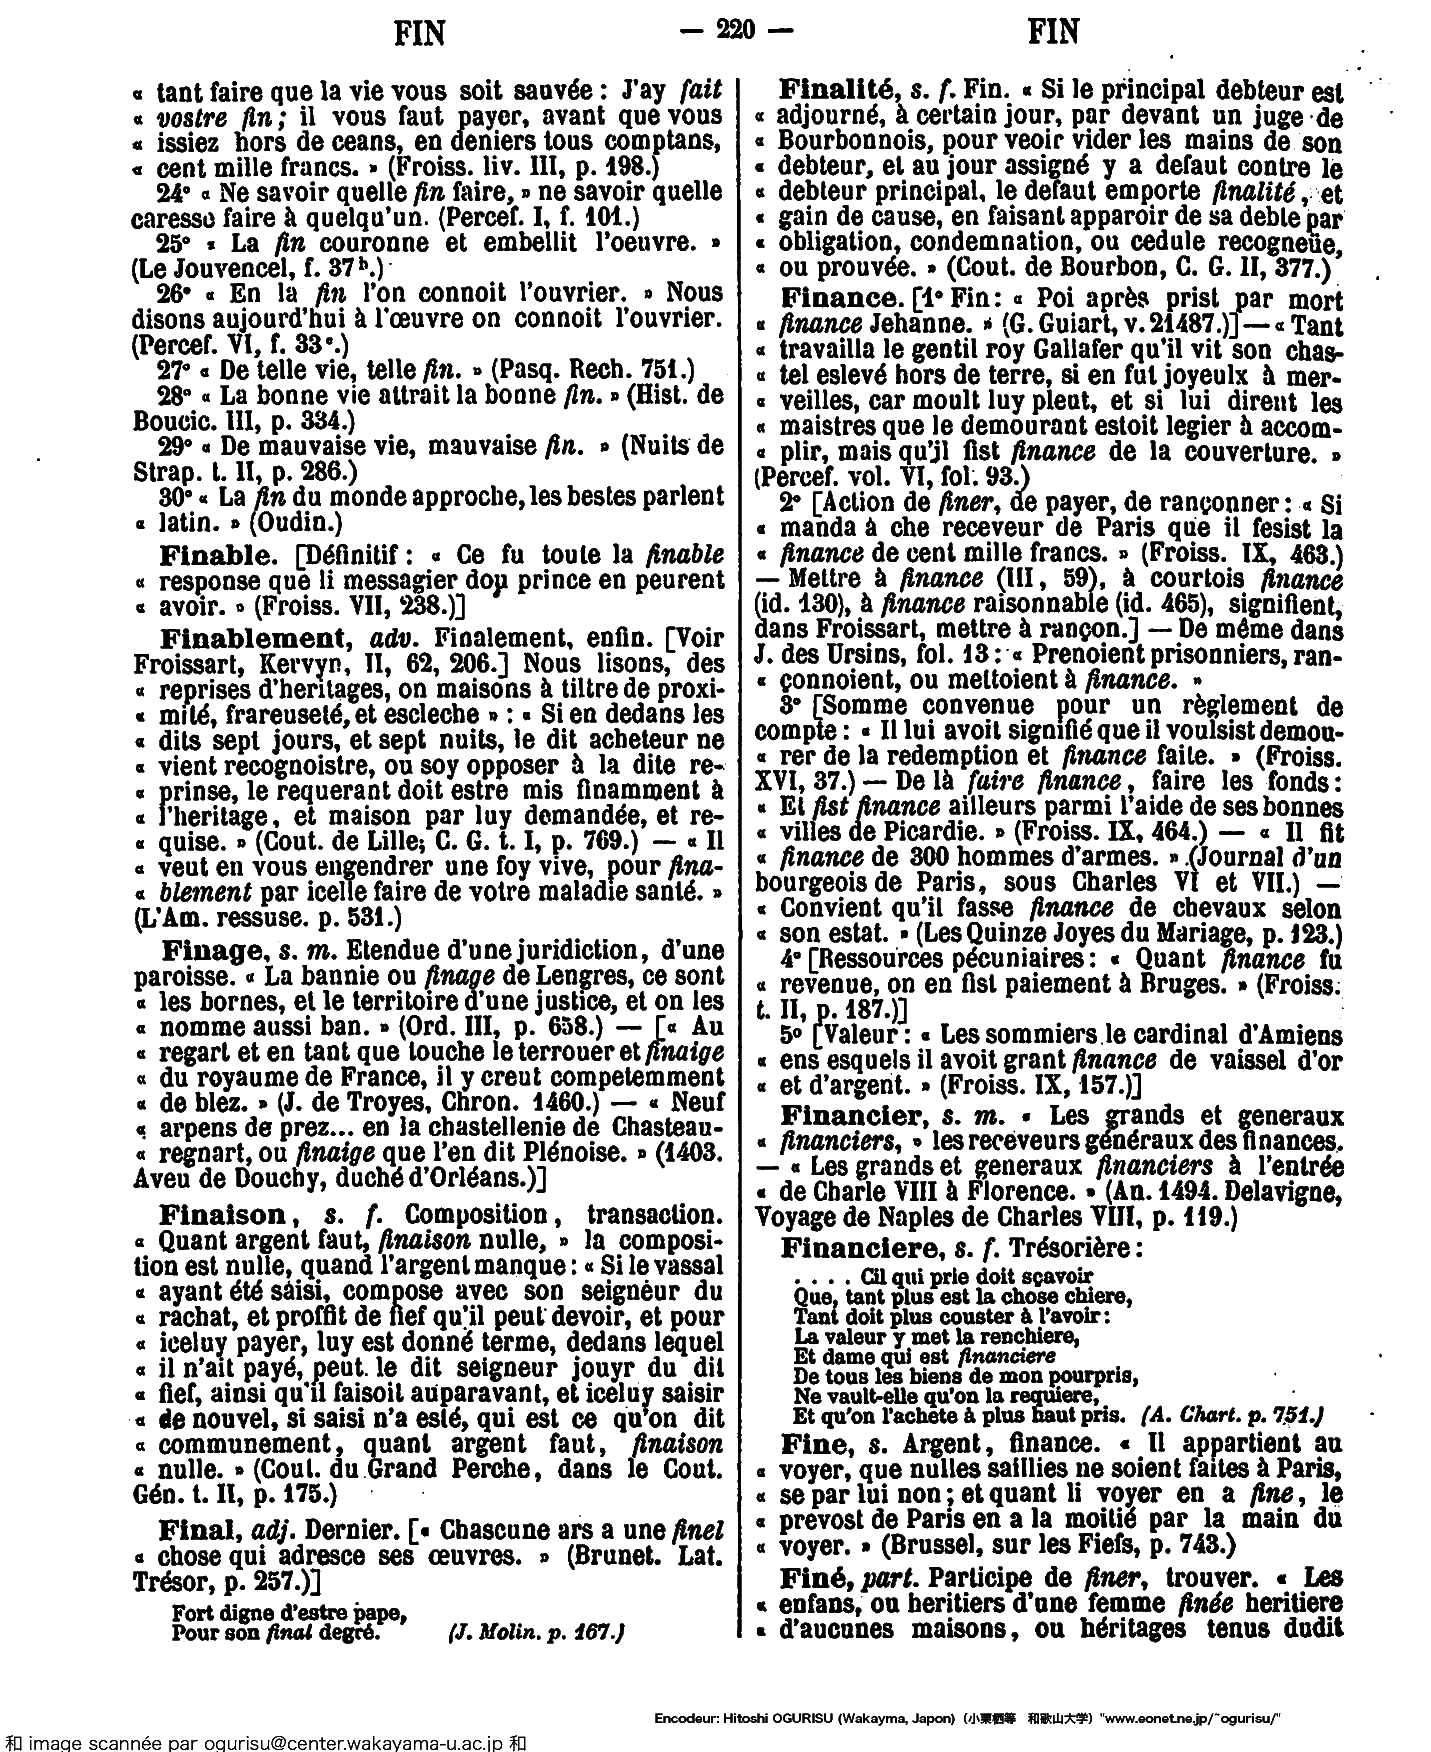 FIN — 220 — FIN
« tant faire que la vie vous soit sauvée : J'ay fait
« vostre fin ; il vous faut payer, avant que vous
« issiez hors de ceans, en deniers tous comptans,
« cent mille francs. » (Froiss. liv. III, p. 198.)
24° « Ne savoir quelle fin faire, » ne savoir quelle
caresse faire à quelqu'un. (Percef. I, f. 101.)
25° « La fin couronne et embellit l'oeuvre. »
(Le Jouvencel, f. 37 b.)
26° « En la fin l'on connoit l'ouvrier. » Nous
disons aujourd'hui à l'œuvre on connoit l'ouvrier.
(Percef. VI, f. 33 e.)
27° « De telle vie, telle fin. » (Pasq. Rech. 751.)
28° « La bonne vie attrait la bonne fin. » (Hist. de
Boucic. III, p. 334.)
29° « De mauvaise vie, mauvaise fin. » (Nuits de
Strap. t. II, p. 286.)
30° « La fin du monde approche, les bestes parlent
« latin. » (Oudin.)
Finable. [Définitif : « Ce fu toute la finable
« response que li messagier dou prince en peurent
« avoir. » (Froiss. VII, 238.)]
Finablement, adv. Finalement, enfin. [Voir
Froissart, Kervyn, II, 62, 206.] Nous lisons, des
« reprises d'heritages, on maisons à tiltre de proxi-
« mité, frareuseté, et escleche » : « Si en dedans les
« dits sept jours, et sept nuits, le dit acheteur ne
« vient recognoistre, ou soy opposer à la dite re-
« prinse, le requerant doit estre mis finamment à
« l'heritage, et maison par luy demandée, et re-
« quise. » (Cout. de Lille; C. G. t. I, p. 769.) — « Il
« veut en vous engendrer une foy vive, pour fina-
« blement par icelle faire de votre maladie santé. »
(L'Am. ressuse. p. 531.)
Finage, s. m. Etendue d'une juridiction, d'une
paroisse. « La bannie ou finage de Lengres, ce sont
« les bornes, et le territoire d'une justice, et on les
« nomme aussi ban. » (Ord. III, p. 658.) — [« Au
« regart et en tant que touche le terrouer et finaige
« du royaume de France, il y creut competemment
« de blez. » (J. de Troyes, Chron. 1460.) — « Neuf
« arpens de prez... en la chastellenie de Chasteau-
« regnart, ou finaige que l'en dit Plénoise. » (1403.
Aveu de Douchy, duché d'Orléans.)]
Finaison, s. f. Composition, transaction.
« Quant argent faut, finaison nulle, » la composi-
tion est nulle, quand l'argent manque : « Si le vassal
« ayant été saisi, compose avec son seigneur du
« rachat, et proffit de fief qu'il peut devoir, et pour
« iceluy payer, luy est donné terme, dedans lequel
« il n'ait payé, peut le dit seigneur jouyr du dit
« fief, ainsi qu'il faisoit auparavant, et iceluy saisir
« de nouvel, si saisi n'a esté, qui est ce qu'on dit
« communement, quant argent faut, finaison
« nulle. » (Cout. du Grand Perche, dans le Cout.
Gén. t. II, p. 175.)
Final, adj. Dernier. [« Chascune ars a une finel
« chose qui adresce ses œuvres. » (Brunet. Lat.
Trésor, p. 257.)]
Fort digne d'estre pape,
Pour son final degré. (J. Molin. p. 167.)
Finalité, s. f. Fin. « Si le principal debteur est
« adjourné, à certain jour, par devant un juge de
« Bourbonnois, pour veoir vider les mains de son
« debteur, et au jour assigné y a defaut contre le
« debteur principal, le defaut emporte finalité, et
« gain de cause, en faisant apparoir de sa debte par
« obligation, condemnation, ou cedule recogneüe,
« ou prouvée. » (Cout. de Bourbon, C. G. II, 377.)
Finance. [1° Fin : « Poi après prist par mort
« finance Jehanne. » (G. Guiart, v. 21487.)] — « Tant
« travailla le gentil roy Gallafer qu'il vit son chas-
« tel eslevé hors de terre, si en fut joyeulx à mer-
« veilles, car moult luy pleut, et si lui dirent les
« maistres que le demourant estoit legier à accom-
« plir, mais qu'jl fist finance de la couverture. »
(Percef. vol. VI, fol. 93.)
2° [Action de finer, de payer, de rançonner : « Si
« manda à che receveur de Paris que il fesist la
« finance de cent mille francs. » (Froiss. IX, 463.)
— Mettre à finance (III, 59), à courtois finance
(id. 130), à finance raisonnable (id. 465), signifient,
dans Froissart, mettre à rançon.] — De même dans
J. des Ursins, fol. 13 : « Prenoient prisonniers, ran-
« çonnoient, ou mettoient à finance. »
3° [Somme convenue pour un règlement de
compte : « Il lui avoit signifié que il voulsist demou-
« rer de la redemption et finance faite. » (Froiss.
XVI, 37.) — De là faire finance, faire les fonds :
« Et fist finance ailleurs parmi l'aide de ses bonnes
« villes de Picardie. » (Froiss. IX, 464.) — « Il fit
« finance de 300 hommes d'armes. » (Journal d'un
bourgeois de Paris, sous Charles VI et VII.) —
« Convient qu'il fasse finance de chevaux selon
« son estat. » (Les Quinze Joyes du Mariage, p. 123.)
4° [Ressources pécuniaires : « Quant finance fu
« revenue, on en fist paiement à Bruges. » (Froiss.
t. II, p. 187.)]
5° [Valeur : « Les sommiers le cardinal d'Amiens
« ens esquels il avoit grant finance de vaissel d'or
« et d'argent. » (Froiss. IX, 157.)]
Financier, s. m. « Les grands et generaux
« financiers, » les receveurs généraux des finances.
— « Les grands et generaux financiers à l'entrée
« de Charle VIII à Florence. » (An. 1494. Delavigne,
Voyage de Naples de Charles VIII, p. 119.)
Financiere, s. f. Trésorière :
. . . . Cil qui prie doit sçavoir
Que, tant plus est la chose chiere,
Tant doit plus couster à l'avoir :
La valeur y met la renchiere,
Et dame qui est financiere
De tous les biens de mon pourpris,
Ne vault-elle qu'on la requiere,
Et qu'on l'achete à plus haut pris. (A. Chart. p. 751.)
Fine, s. Argent, finance. « Il appartient au
« voyer, que nulles saillies ne soient faites à Paris,
« se par lui non ; et quant li voyer en a fine, le
« prevost de Paris en a la moitié par la main du
« voyer. » (Brussel, sur les Fiefs, p. 743.)
Finé, part. Participe de finer, trouver. « Les
« enfans, ou heritiers d'une femme finée heritiere
« d'aucunes maisons, ou héritages tenus dudit
Encodeur: Hitoshi OGURISU (Wakayma, Japon) (小栗栖等 和歌山大学) "www.eonet.ne.jp/~ogurisu/"
和 image scannée par ogurisu@center.wakayama-u.ac.jp 和